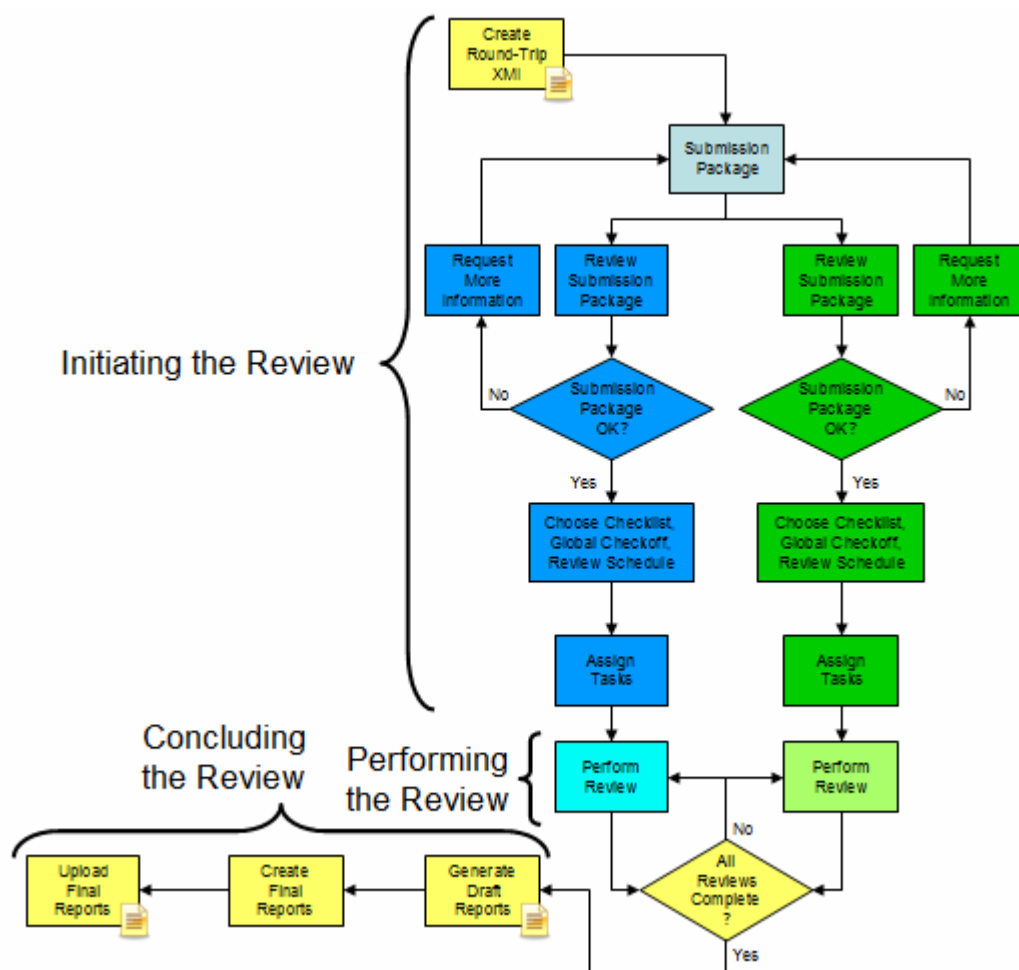 Create
Round-Trip
XMI
Submission
Package
Request
More
Information
Review
Submission
Package
Review
Submission
Package
Request
More
Information
Initiating the Review
No
Submission
Package
OK?
Submission
Package
OK?
No
Yes
Yes
Choose Checklist,
Global Checkoff,
Review Schedule
Choose Checklist,
Global Checkoff,
Review Schedule
Assign
Tasks
Assign
Tasks
Concluding
the Review
Performing
the Review
Perform
Review
Perform
Review
No
Upload
Final
Reports
Create
Final
Reports
Generate
Draft
Reports
All
Reviews
Complete
?
Yes